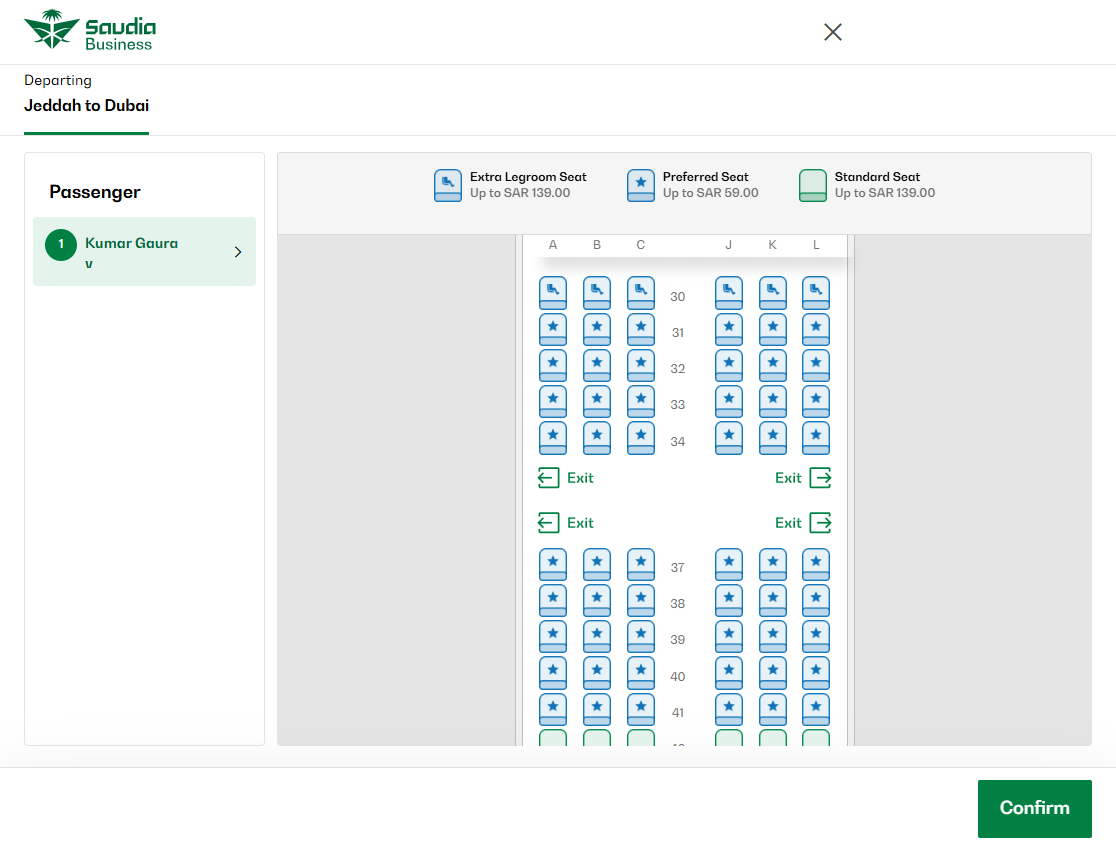 Saudia
Business
Departing
Jeddah to Dubai
Passenger
1
Kumar Gaura
v
Extra Legroom Seat
Up to SAR 139.00
Preferred Seat
Up to SAR 59.00
Standard Seat
Up to SAR 139.00
A B C J K L
30
31
32
33
34
Exit Exit
Exit Exit
37
38
39
40
41
Confirm